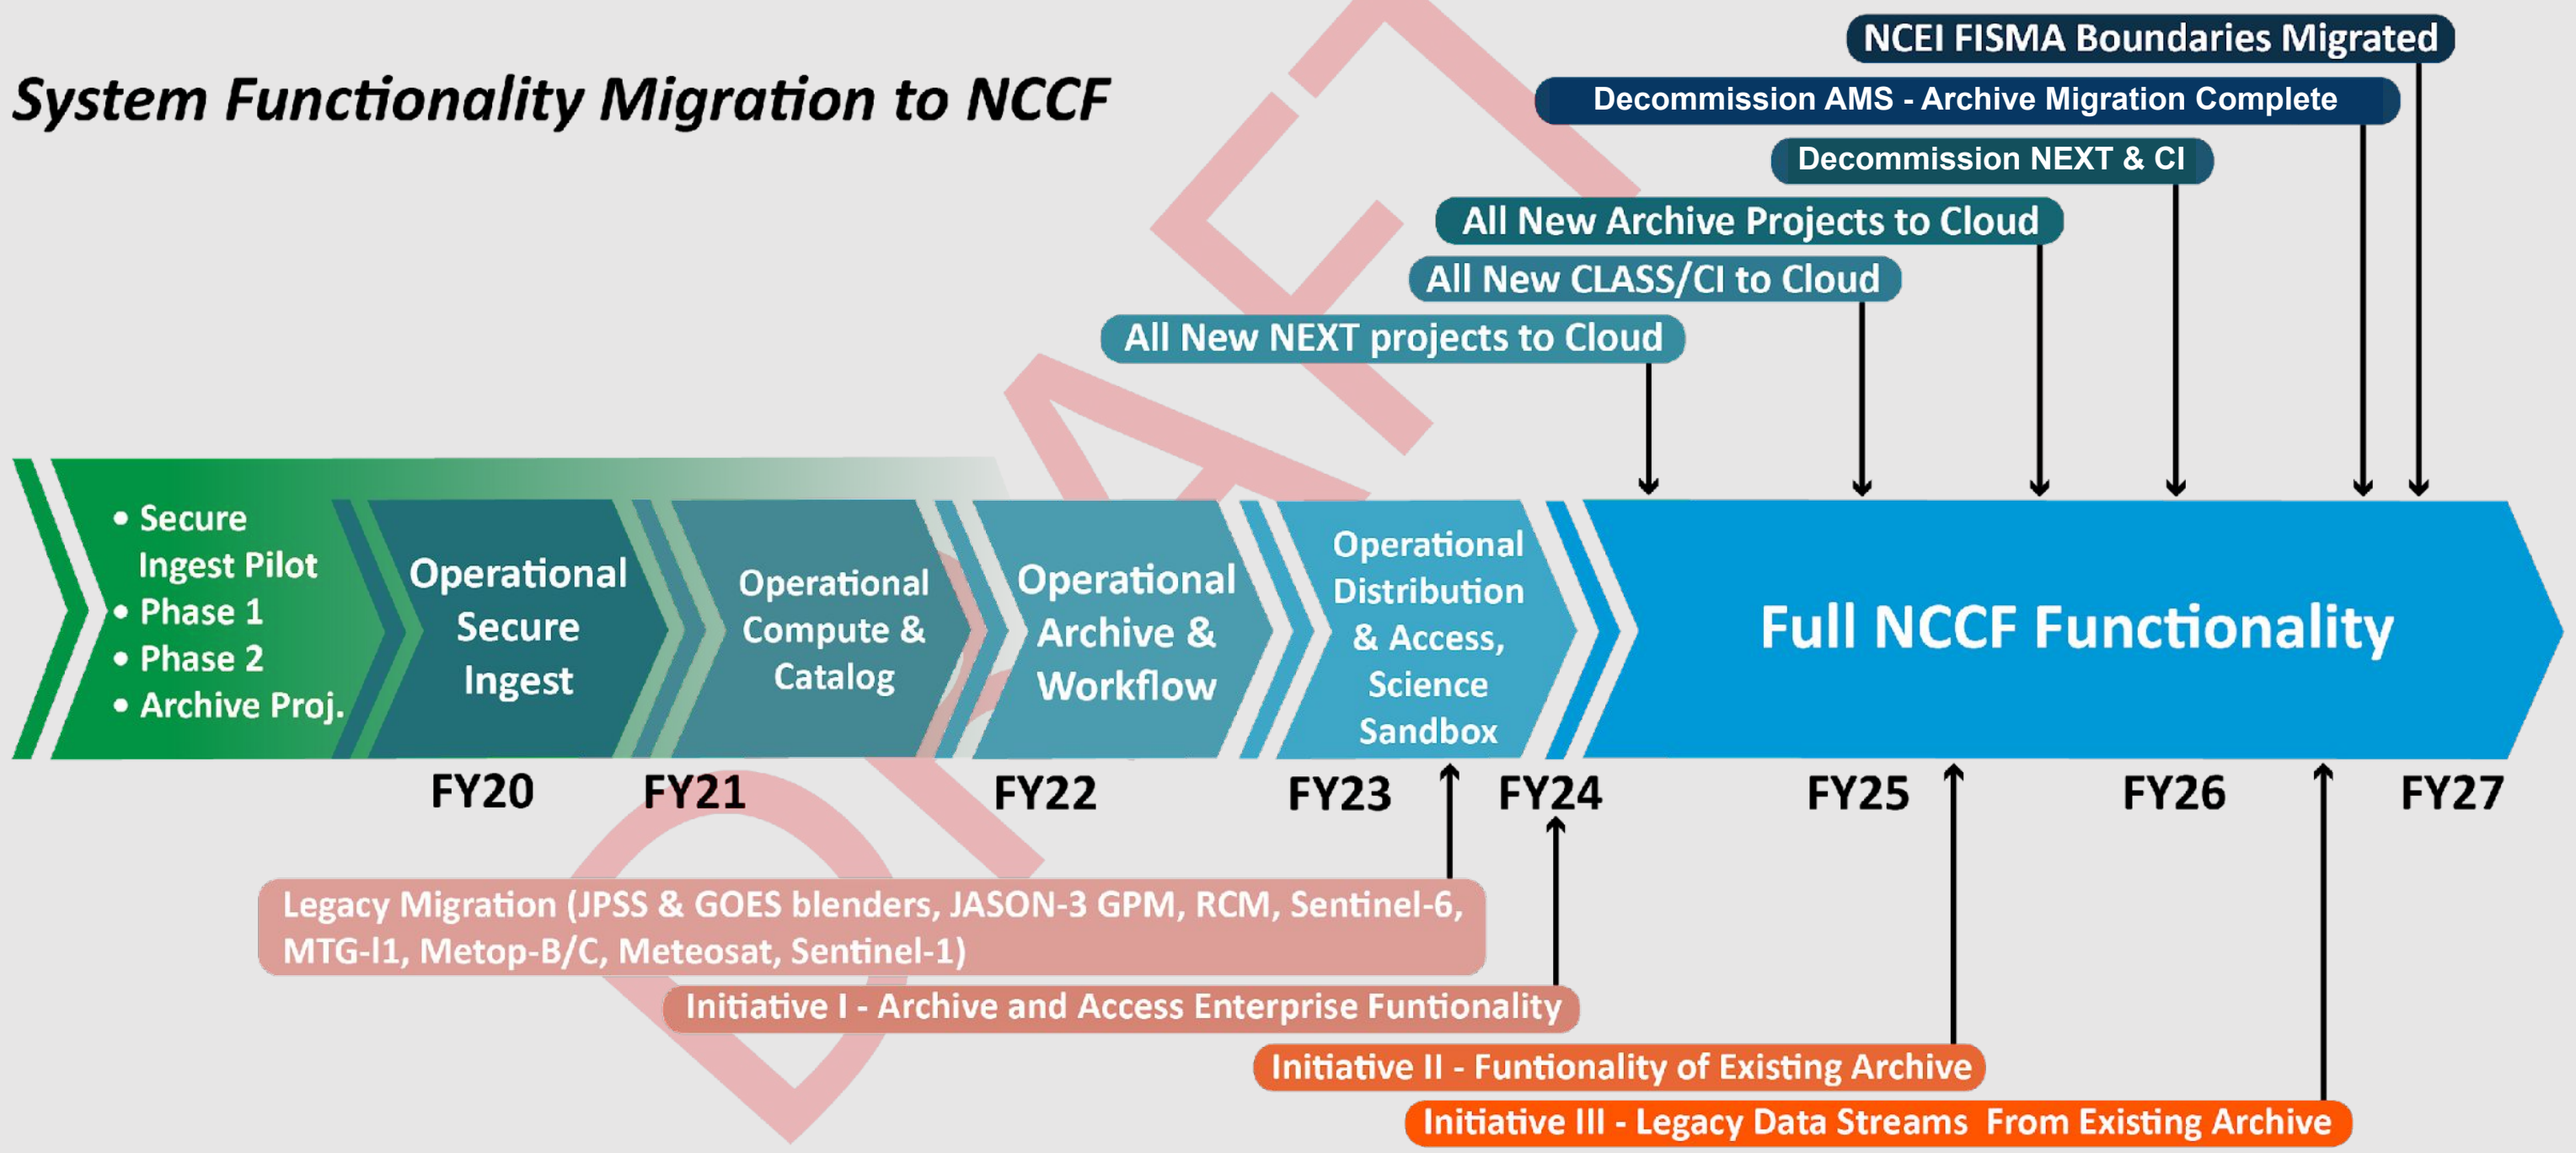 System Functionality Migration to NCCF
NCEI FISMA Boundaries Migrated
Decommission AMS - Archive Migration Complete
Decommission NEXT & CI
All New Archive Projects to Cloud
All New CLASS/CI to Cloud
All New NEXT projects to Cloud
• Secure
Ingest Pilot
• Phase 1
• Phase 2
• Archive Proj.
Operational
Secure
Ingest
Operational
Compute &
Catalog
Operational
Archive &
Workflow
Operational
Distribution
& Access,
Science
Sandbox
Full NCCF Functionality
FY20 FY21 FY22 FY23 FY24 FY25 FY26 FY27
Legacy Migration (JPSS & GOES blenders, JASON-3 GPM, RCM, Sentinel-6,
MTG-l1, Metop-B/C, Meteosat, Sentinel-1)
Initiative I - Archive and Access Enterprise Funtionality
Initiative II - Funtionality of Existing Archive
Initiative III - Legacy Data Streams From Existing Archive
DRAFT